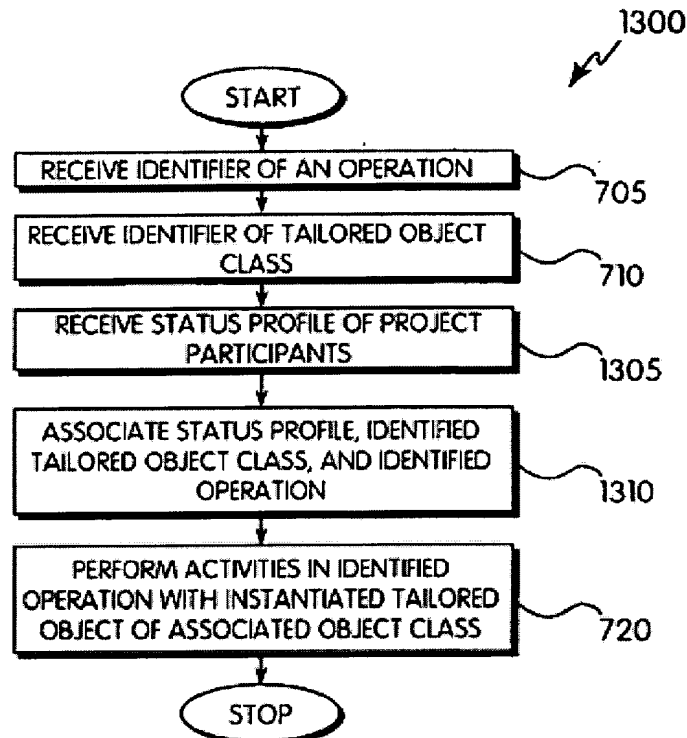 1300
START
RECEIVE IDENTIFIER OF AN OPERATION
705
RECEIVE IDENTIFIER OF TAILORED OBJECT
CLASS
710
RECEIVE STATUS PROFILE OF PROJECT
PARTICIPANTS
1305
ASSOCIATE STATUS PROFILE, IDENTIFIED
TAILORED OBJECT CLASS, AND IDENTIFIED
OPERATION
1310
PERFORM ACTIVITIES IN IDENTIFIED
OPERATION WITH INSTANTIATED TAILORED
OBJECT OF ASSOCIATED OBJECT CLASS
720
STOP